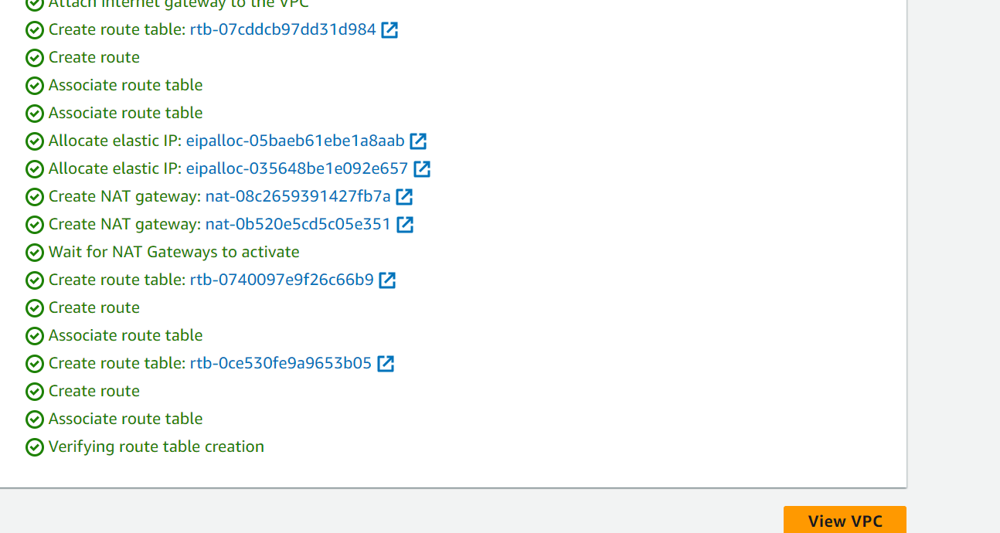 Attach internet gateway to the VPC
Create route table: rtb-07cddcb97dd31d984
Create route
Associate route table
Associate route table
Allocate elastic IP: eipalloc-05baeb61ebe1a8aab
Allocate elastic IP: eipalloc-035648be1e092e657
Create NAT gateway: nat-08c2659391427fb7a
Create NAT gateway: nat-0b520e5cd5c05e351
Wait for NAT Gateways to activate
Create route table: rtb-0740097e9f26c66b9
Create route
Associate route table
Create route table: rtb-0ce530fe9a9653b05
Create route
Associate route table
Verifying route table creation
View VPC